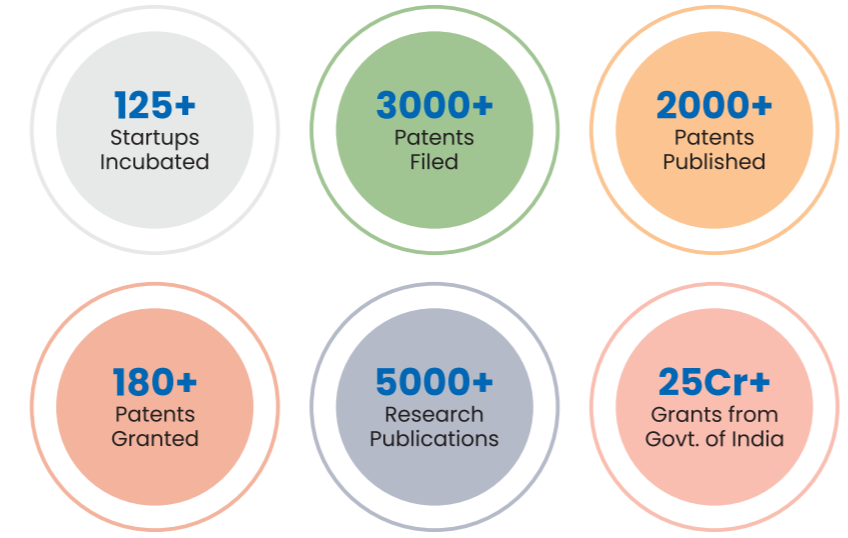 125+
Startups
Incubated
3000+
Patents
Filed
2000+
Patents
Published
180+
Patents
Granted
5000+
Research
Publications
25Cr+
Grants from
Govt. of India